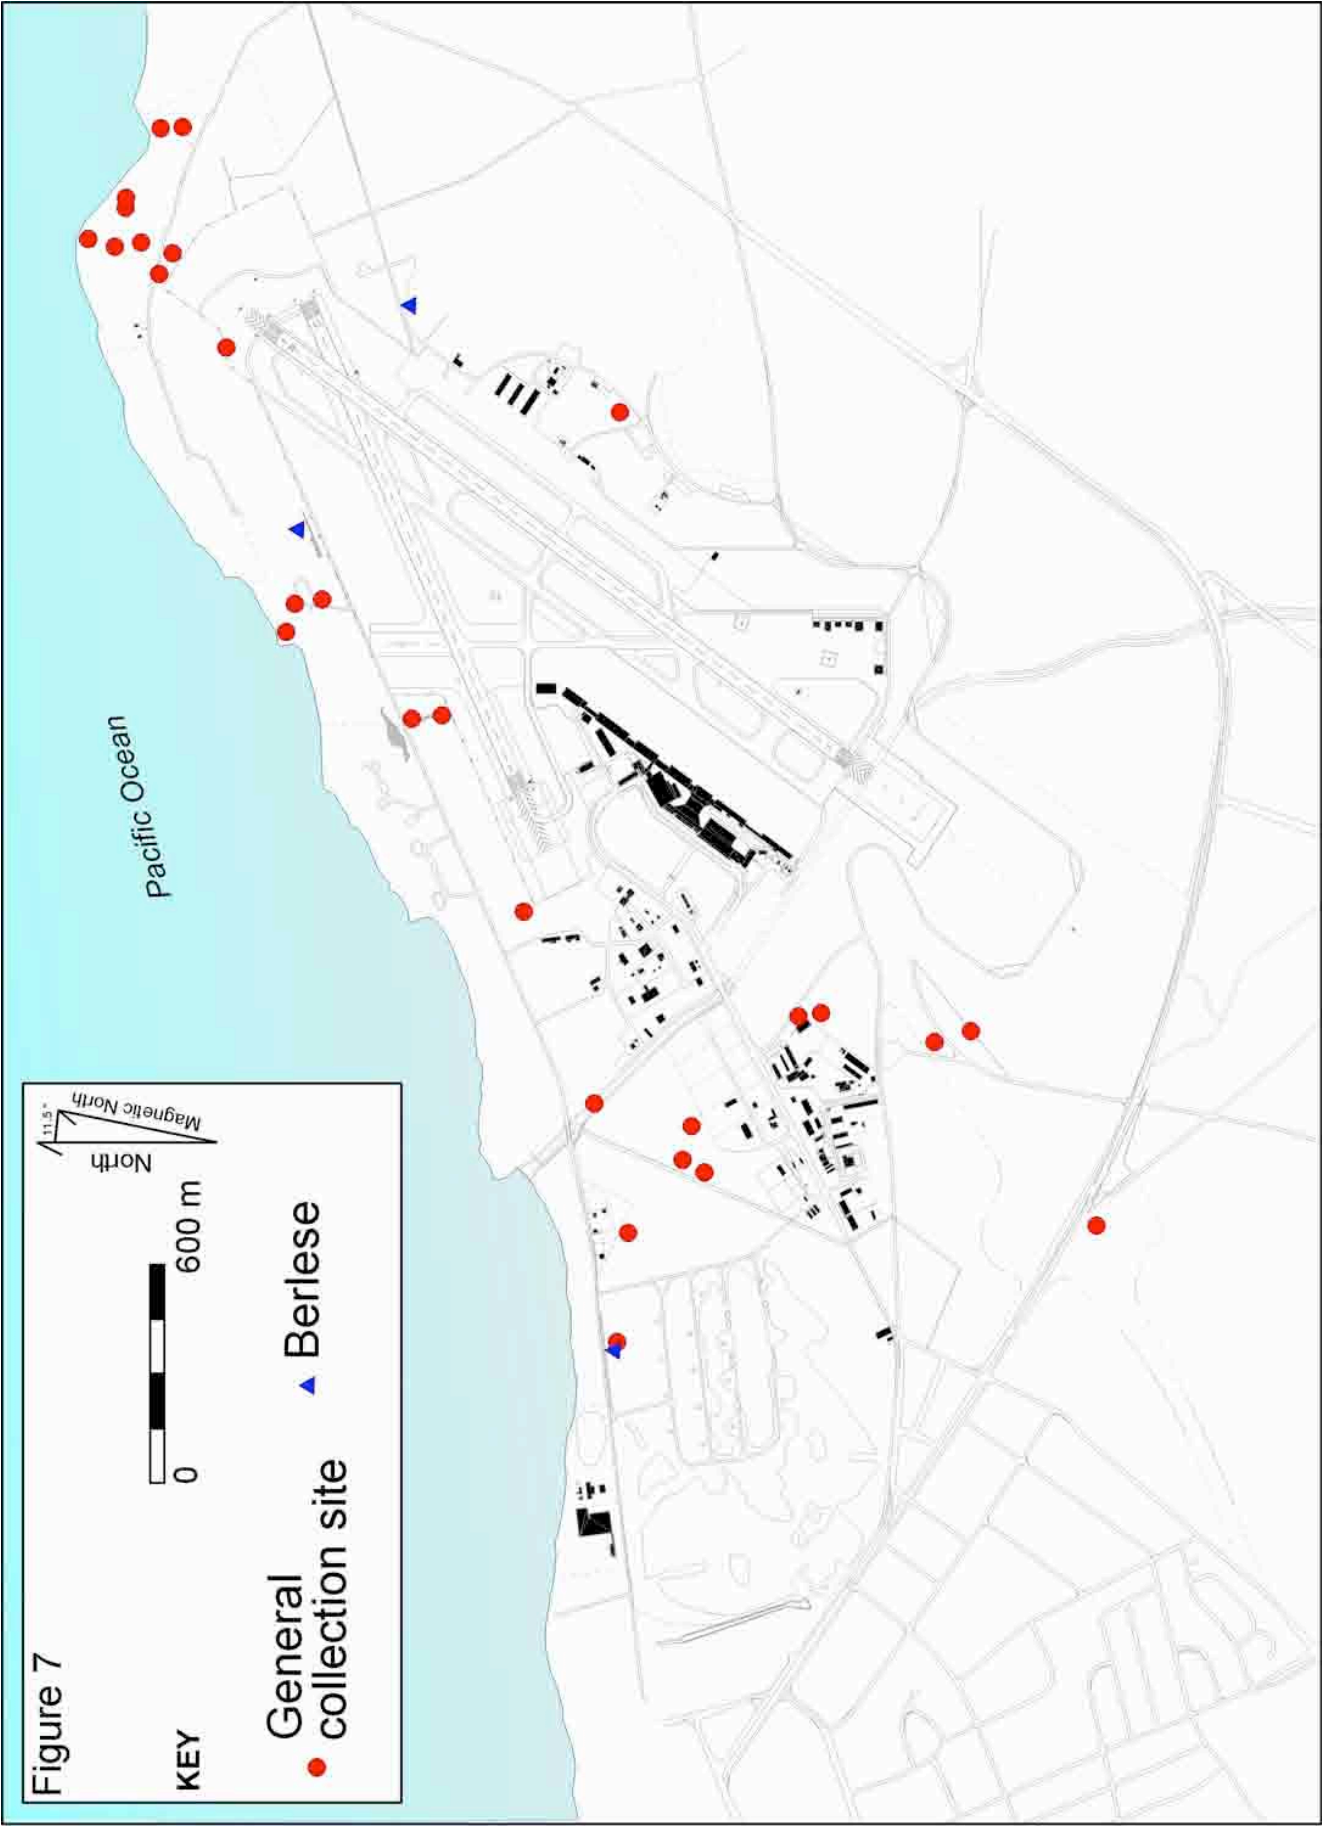 Figure 7
KEY
0
600 m
North
Magnetic North
11.5 °
General
collection site
Berlese
Pacific Ocean